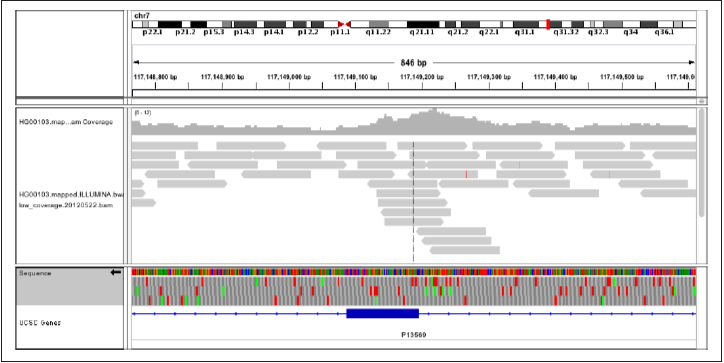 chr7
p22.1 p21.2 p15.3 p14.3 p14.1 p12.2 p11.1 q11.22 q21.11 q21.2 q22.1 q31.1 q31.32 q32.3 q34 q36.1
846 bp
117,148,800 bp 117,148,900 bp 117,149,000 bp 117,149,100 bp 117,149,200 bp 117,149,300 bp 117,149,400 bp 117,149,500 bp 117,149,6
HG00103.map...am Coverage
[0 - 12]
HG00103.mapped.ILLUMINA.bwa
low_coverage.20120522.bam
Sequence
UCSC Genes
P13569